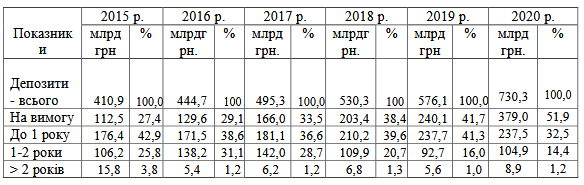 Показник и 2015 р. 2016 р. 2017 р. 2018 р. 2019 р. 2020 р.
млрд грн % млрдг рн. % млрд грн. % млрд грн. % млрд грн. % млрд грн %
Депозити - всього 410,9 100,0 444,7 100 495,3 100,0 530,3 100 576,1 100,0 730,3 100,0
На вимогу 112,5 27,4 129,6 29,1 166,0 33,5 203,4 38,4 240,1 41,7 379,0 51,9
До 1 року 176,4 42,9 171,5 38,6 181,1 36,6 210,2 39,6 237,7 41,3 237,5 32,5
1-2 роки 106,2 25,8 138,2 31,1 142,0 28,7 109,9 20,7 92,7 16,0 104,9 14,4
> 2 років 15,8 3,8 5,4 1,2 6,2 1,2 6,8 1,3 5,6 1,0 8,9 1,2